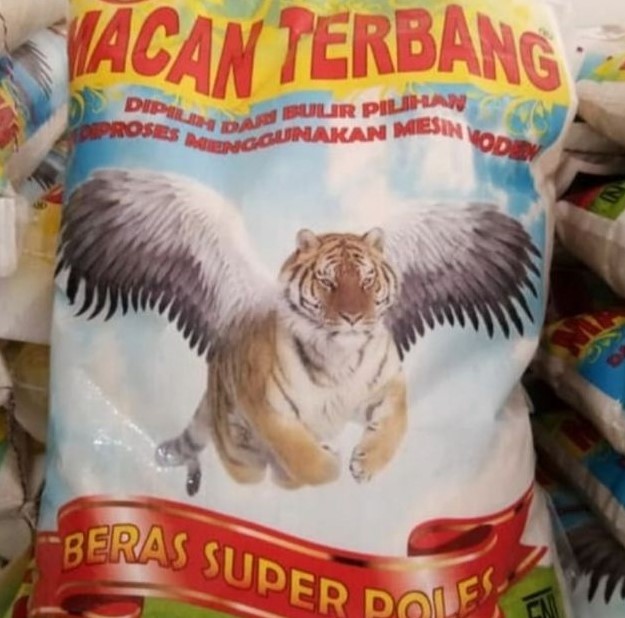 MACAN TERBANG
DIPILIH DARI BULIR PILIHAN
DIPROSES MENGGUNAKAN MESIN MODERN
BERAS SUPER POLES